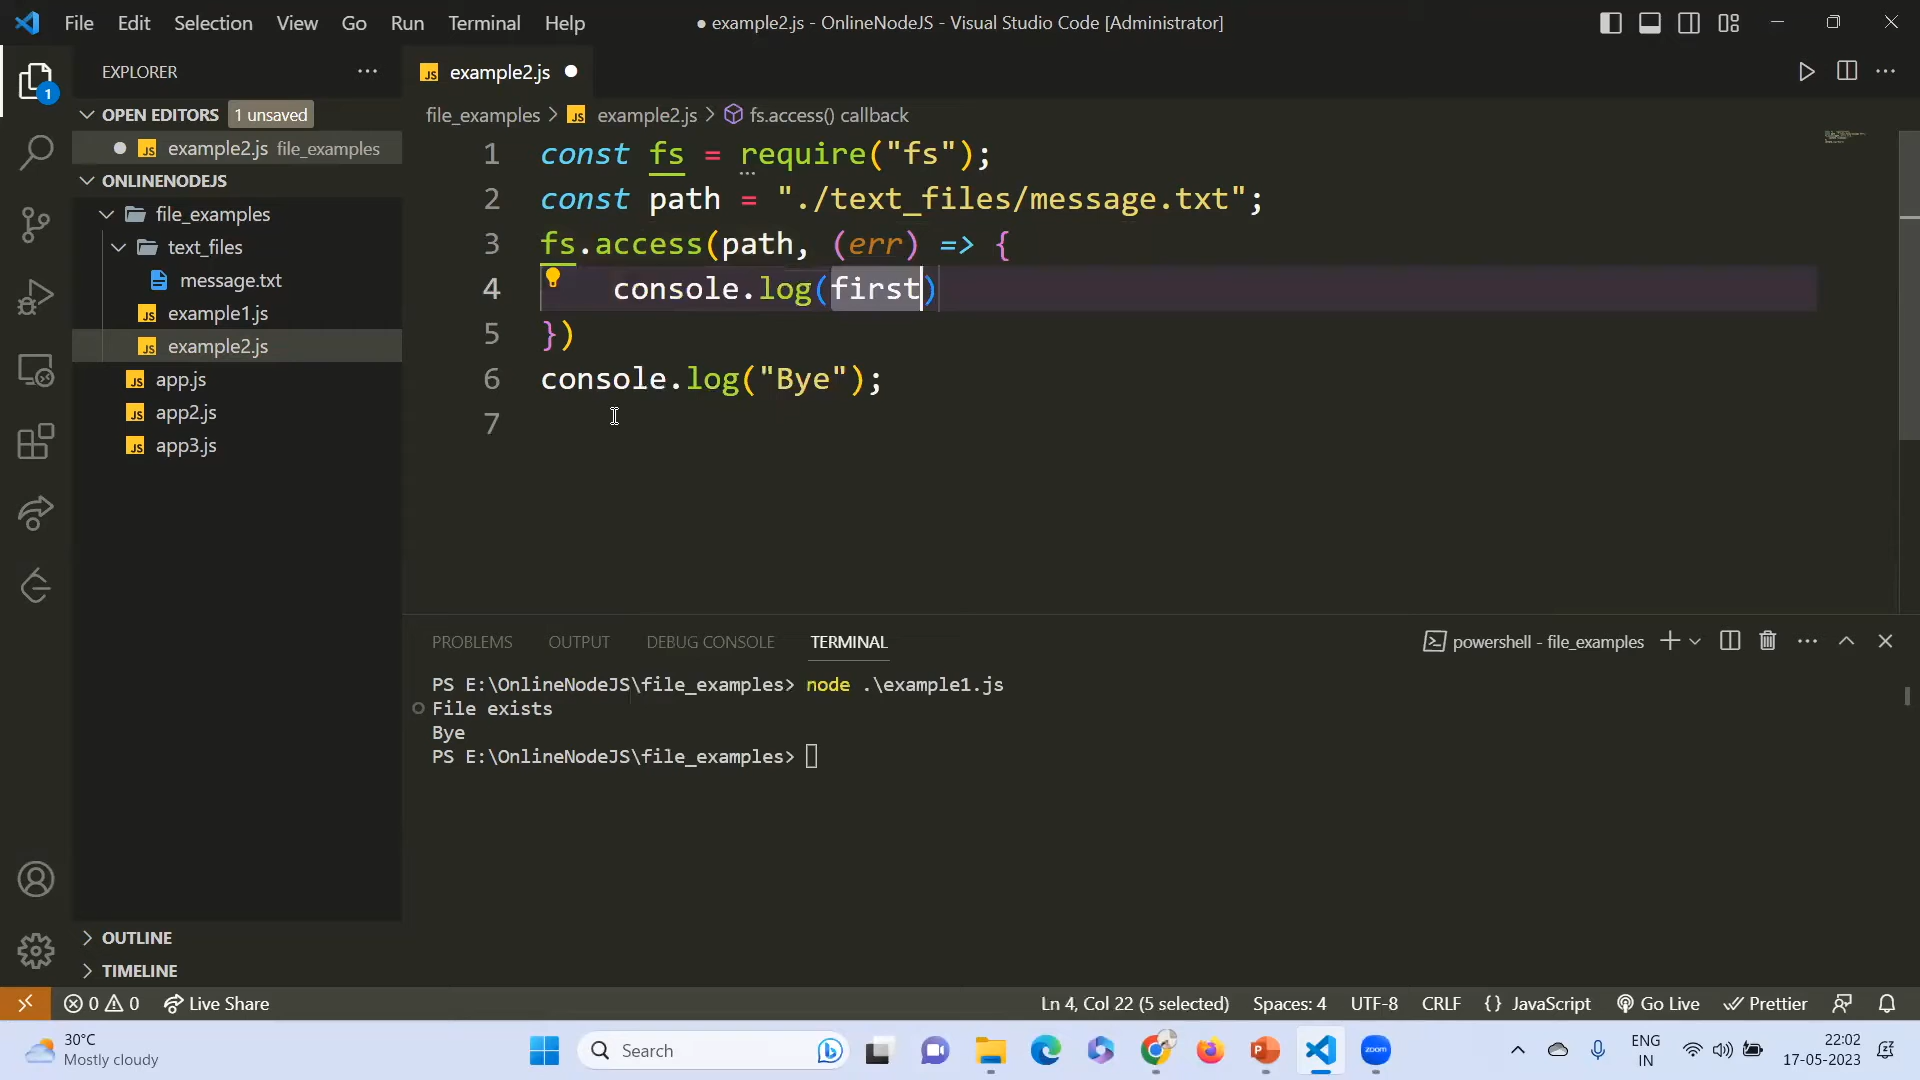 File Edit Selection View Go Run Terminal Help
● example2.js - OnlineNodeJS - Visual Studio Code [Administrator]
EXPLORER
JS example2.js
1
OPEN EDITORS 1 unsaved
JS example2.js file_examples
ONLINENODEJS
file_examples
text_files
message.txt
JS example1.js
JS example2.js
JS app.js
JS app2.js
JS app3.js
OUTLINE
TIMELINE
file_examples > JS example2.js > fs.access() callback
1 const fs = require("fs");
2 const path = "./text_files/message.txt";
3 fs.access(path, (err) => {
4 console.log(first)
5 })
6 console.log("Bye");
7
PROBLEMS OUTPUT DEBUG CONSOLE TERMINAL
powershell - file_examples
PS E:\OnlineNodeJS\file_examples> node .\example1.js
File exists
Bye
PS E:\OnlineNodeJS\file_examples>
0 0 Live Share
Ln 4, Col 22 (5 selected) Spaces: 4 UTF-8 CRLF {} JavaScript Go Live Prettier
30°C
Mostly cloudy
Search
zoom
ENG
IN
22:02
17-05-2023